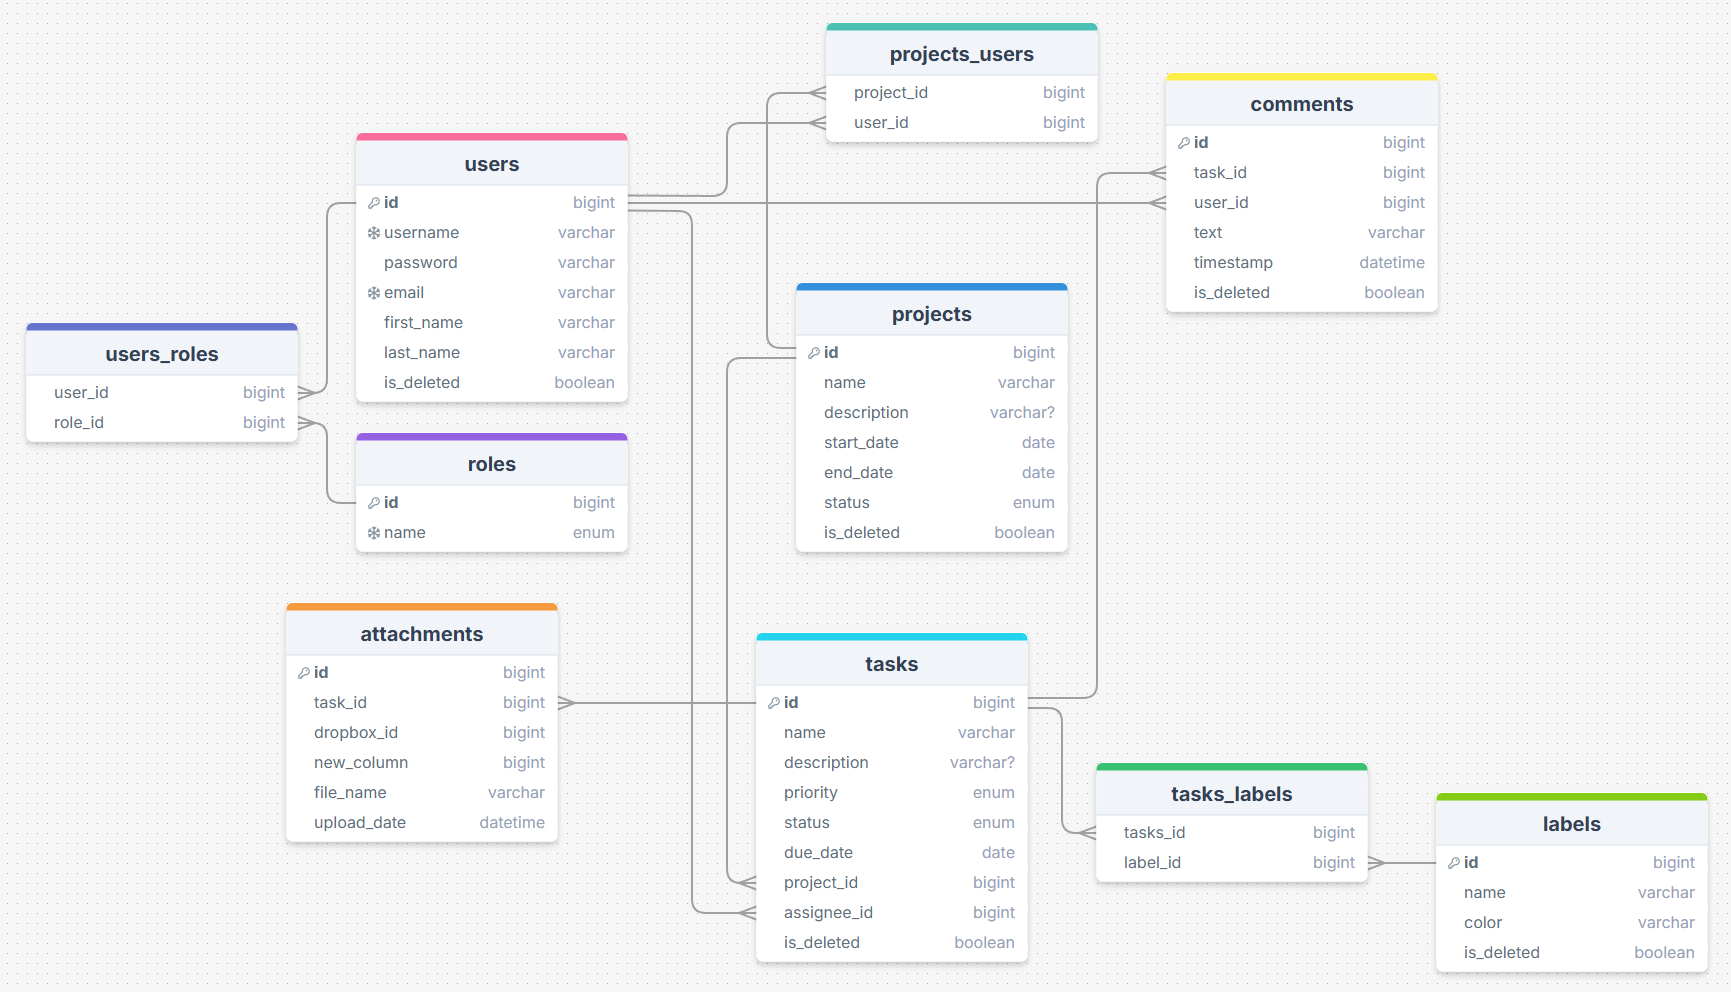 projects_users
project_id bigint
user_id bigint
comments
id bigint
task_id bigint
user_id bigint
text varchar
timestamp datetime
is_deleted boolean
users
id bigint
username varchar
password varchar
email varchar
first_name varchar
last_name varchar
is_deleted boolean
projects
id bigint
name varchar
description varchar?
start_date date
end_date date
status enum
is_deleted boolean
users_roles
user_id bigint
role_id bigint
roles
id bigint
name enum
attachments
id bigint
task_id bigint
dropbox_id bigint
new_column bigint
file_name varchar
upload_date datetime
tasks
id bigint
name varchar
description varchar?
priority enum
status enum
due_date date
project_id bigint
assignee_id bigint
is_deleted boolean
tasks_labels
tasks_id bigint
label_id bigint
labels
id bigint
name varchar
color varchar
is_deleted boolean